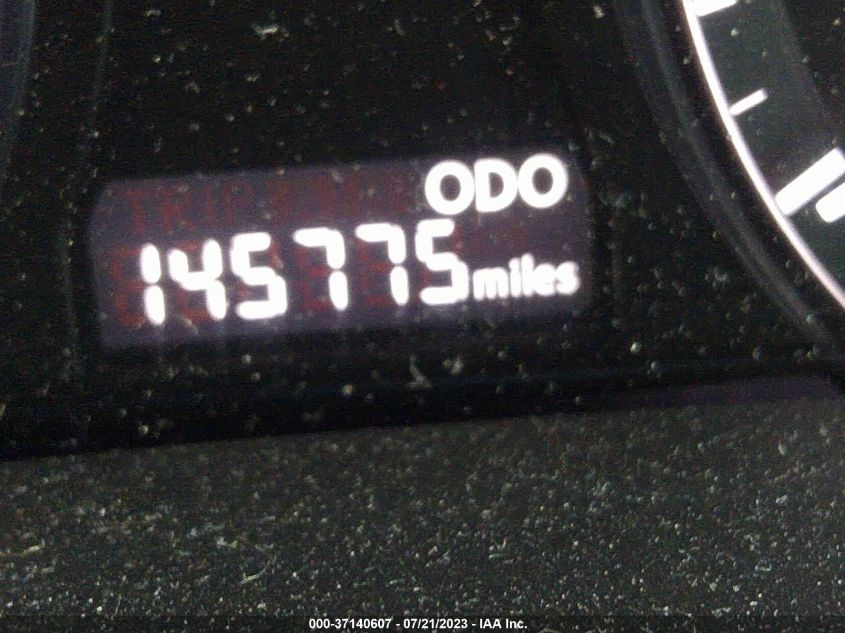 ODO
145775 miles
000-37140607 - 07/21/2023 - IAA Inc.